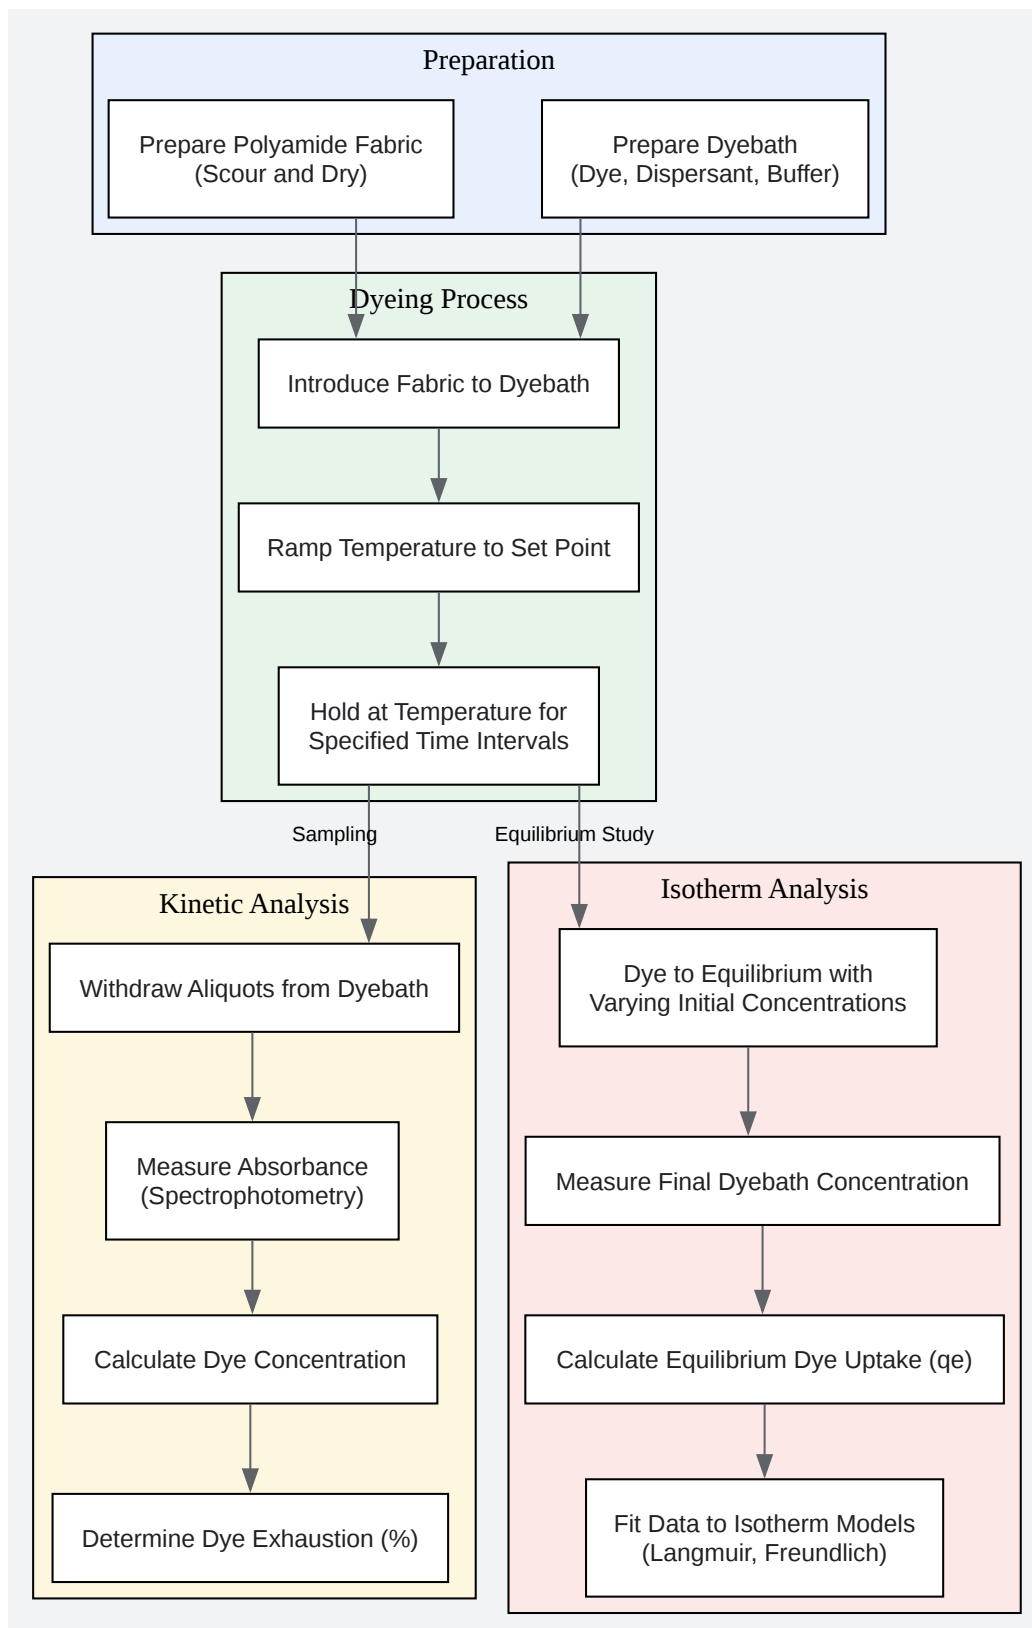 Preparation
Prepare Polyamide Fabric
(Scour and Dry)
Prepare Dyebath
(Dye, Dispersant, Buffer)
Dyeing Process
Introduce Fabric to Dyebath
Ramp Temperature to Set Point
Hold at Temperature for
Specified Time Intervals
Sampling
Equilibrium Study
Kinetic Analysis
Withdraw Aliquots from Dyebath
Measure Absorbance
(Spectrophotometry)
Calculate Dye Concentration
Determine Dye Exhaustion (%)
Isotherm Analysis
Dye to Equilibrium with
Varying Initial Concentrations
Measure Final Dyebath Concentration
Calculate Equilibrium Dye Uptake (qe)
Fit Data to Isotherm Models
(Langmuir, Freundlich)